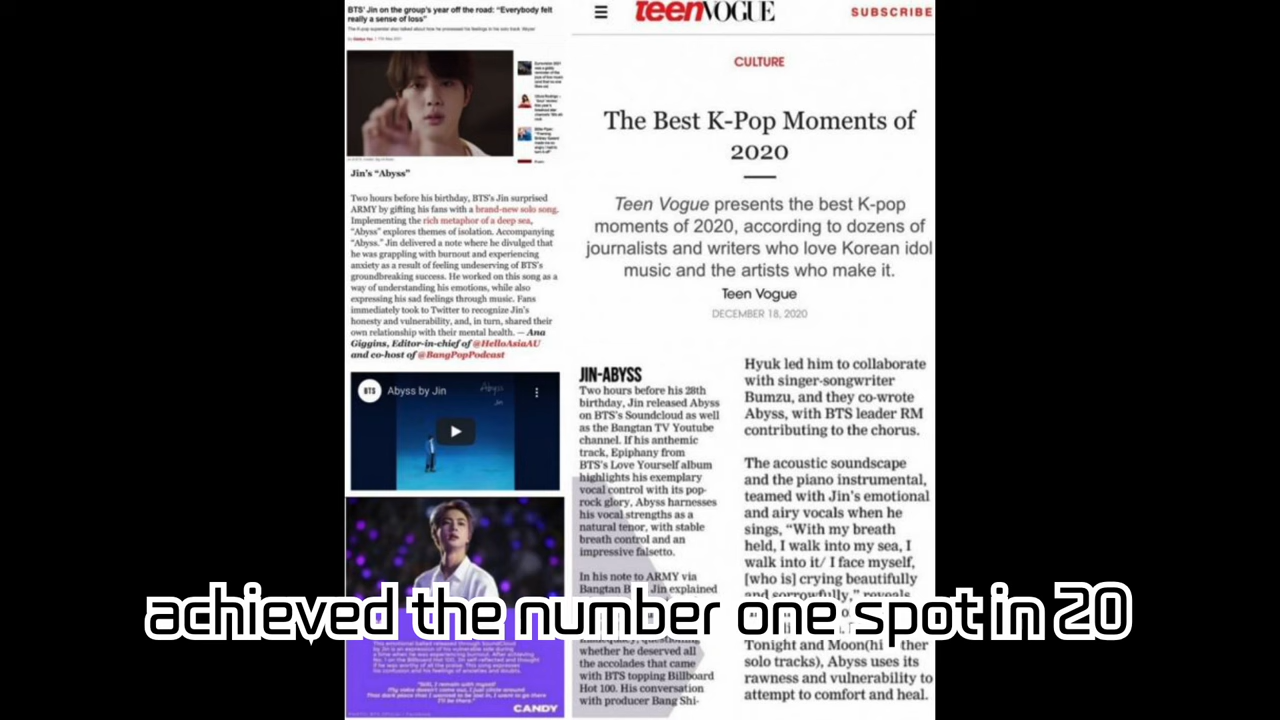 BTS' Jin on the group's year off the road: "Everybody felt
really a sense of loss"
Jin's "Abyss"
Two hours before his birthday, BTS's Jin surprised
ARMY by gifting his fans with a brand-new solo song.
Implementing the rich metaphor of a deep sea,
"Abyss" explores themes of isolation. Accompanying
"Abyss," Jin delivered a note where he divulged that
he was grappling with burnout and experiencing
anxiety as a result of feeling undeserving of BTS's
groundbreaking success. He worked on this song as a
way of understanding his emotions, while also
expressing his sad feelings through music. Fans
immediately took to Twitter to recognize Jin's
honesty and vulnerability, and, in turn, shared their
own relationship with their mental health. — Ana
Giggins, Editor-in-chief of @HelloAsiaAU
and co-host of @BangPopPodcast
BTS
Abyss by Jin
Abyss
Jin
CANDY
teenVOGUE
SUBSCRIBE
CULTURE
The Best K-Pop Moments of
2020
Teen Vogue presents the best K-pop
moments of 2020, according to dozens of
journalists and writers who love Korean idol
music and the artists who make it.
Teen Vogue
DECEMBER 18, 2020
JIN-ABYSS
Two hours before his 28th
birthday, Jin released Abyss
on BTS's Soundcloud as well
as the Bangtan TV Youtube
channel. If his anthemic
track, Epiphany from
BTS's Love Yourself album
highlights his exemplary
vocal control with its pop-
rock glory, Abyss harnesses
his vocal strengths as a
natural tenor, with stable
breath control and an
impressive falsetto.
In his note to ARMY via
Bangtan Jin explained
whether he deserved all
the accolades that came
with BTS topping Billboard
Hot 100. His conversation
with producer Bang Shi-
Hyuk led him to collaborate
with singer-songwriter
Bumzu, and they co-wrote
Abyss, with BTS leader RM
contributing to the chorus.
The acoustic soundscape
and the piano instrumental,
teamed with Jin's emotional
and airy vocals when he
sings, "With my breath
held, I walk into my sea, I
walk into it/ I face myself,
[who is] crying beautifully
and sorrowfully," reveals
Tonight and Moon(hi ther
solo tracks), Abyss uses its
rawness and vulnerability to
attempt to comfort and heal.
achieved the number one spot in 20